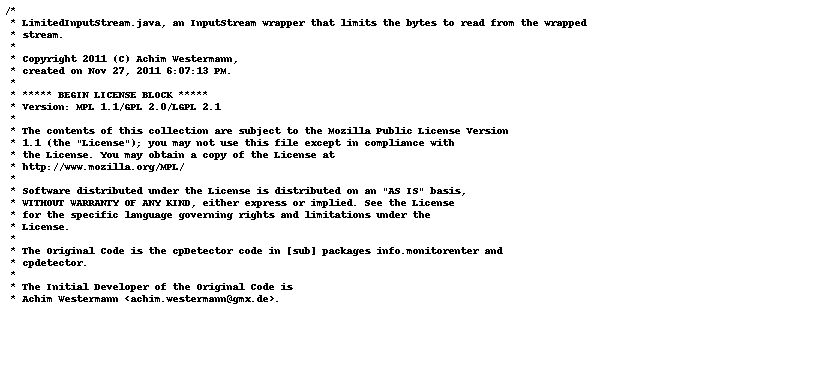 /*
 * LimitedInputStream.java, an InputStream wrapper that limits the bytes to read from the wrapped
 * stream.
 *
 * Copyright 2011 (C) Achim Westermann,
 * created on Nov 27, 2011 6:07:13 PM.
 *
 * ***** BEGIN LICENSE BLOCK *****
 * Version: MPL 1.1/GPL 2.0/LGPL 2.1
 *
 * The contents of this collection are subject to the Mozilla Public License Version
 * 1.1 (the "License"); you may not use this file except in compliance with
 * the License. You may obtain a copy of the License at
 * http://www.mozilla.org/MPL/
 *
 * Software distributed under the License is distributed on an "AS IS" basis,
 * WITHOUT WARRANTY OF ANY KIND, either express or implied. See the License
 * for the specific language governing rights and limitations under the
 * License.
 *
 * The Original Code is the cpDetector code in [sub] packages info.monitorenter and
 * cpdetector.
 *
 * The Initial Developer of the Original Code is
 * Achim Westermann <achim.westermann@gmx.de>.